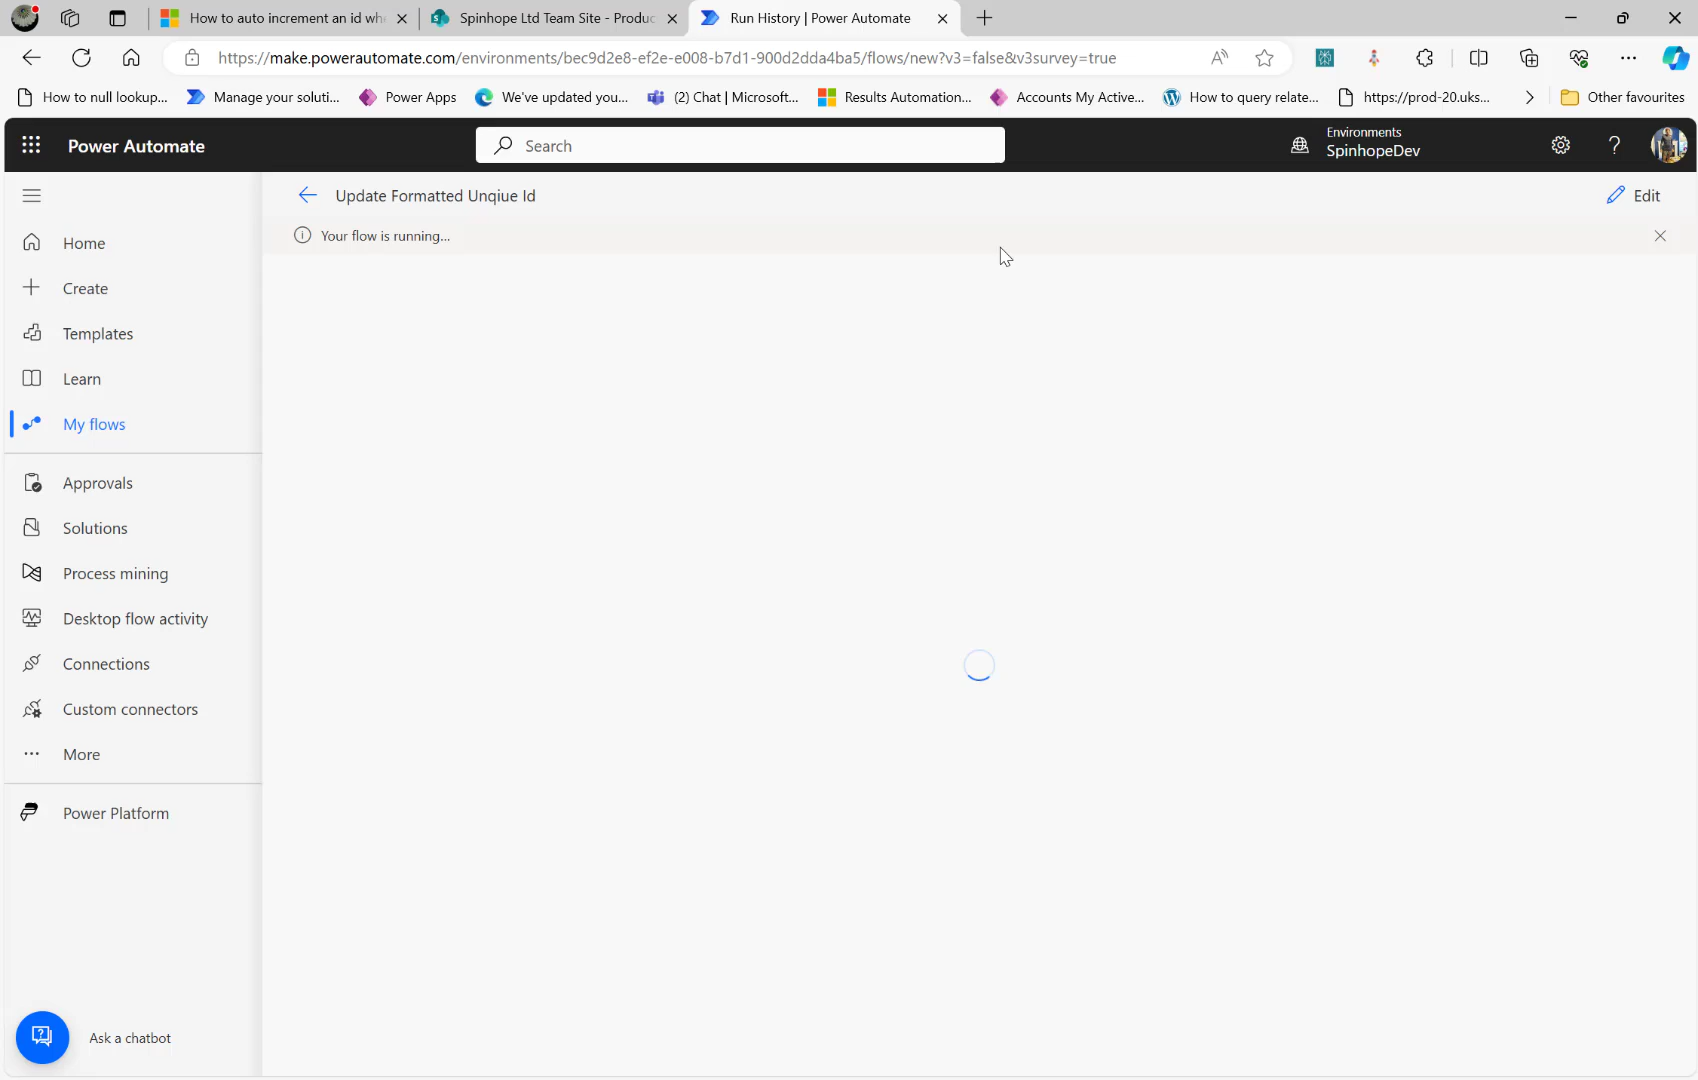 How to auto increment an id whe
Spinhope Ltd Team Site - Produc
Run History | Power Automate
https://make.powerautomate.com/environments/bec9d2e8-ef2e-e008-b7d1-900d2dda4ba5/flows/new?v3=false&v3survey=true
How to null lookup...
Manage your soluti...
Power Apps
We've updated you...
(2) Chat | Microsoft...
Results Automation...
Accounts My Active...
How to query relate...
https://prod-20.uks...
Other favourites
Power Automate
Search
Environments
SpinhopeDev
Update Formatted Unqiue Id
Edit
Your flow is running...
Home
Create
Templates
Learn
My flows
Approvals
Solutions
Process mining
Desktop flow activity
Connections
Custom connectors
More
Power Platform
Ask a chatbot